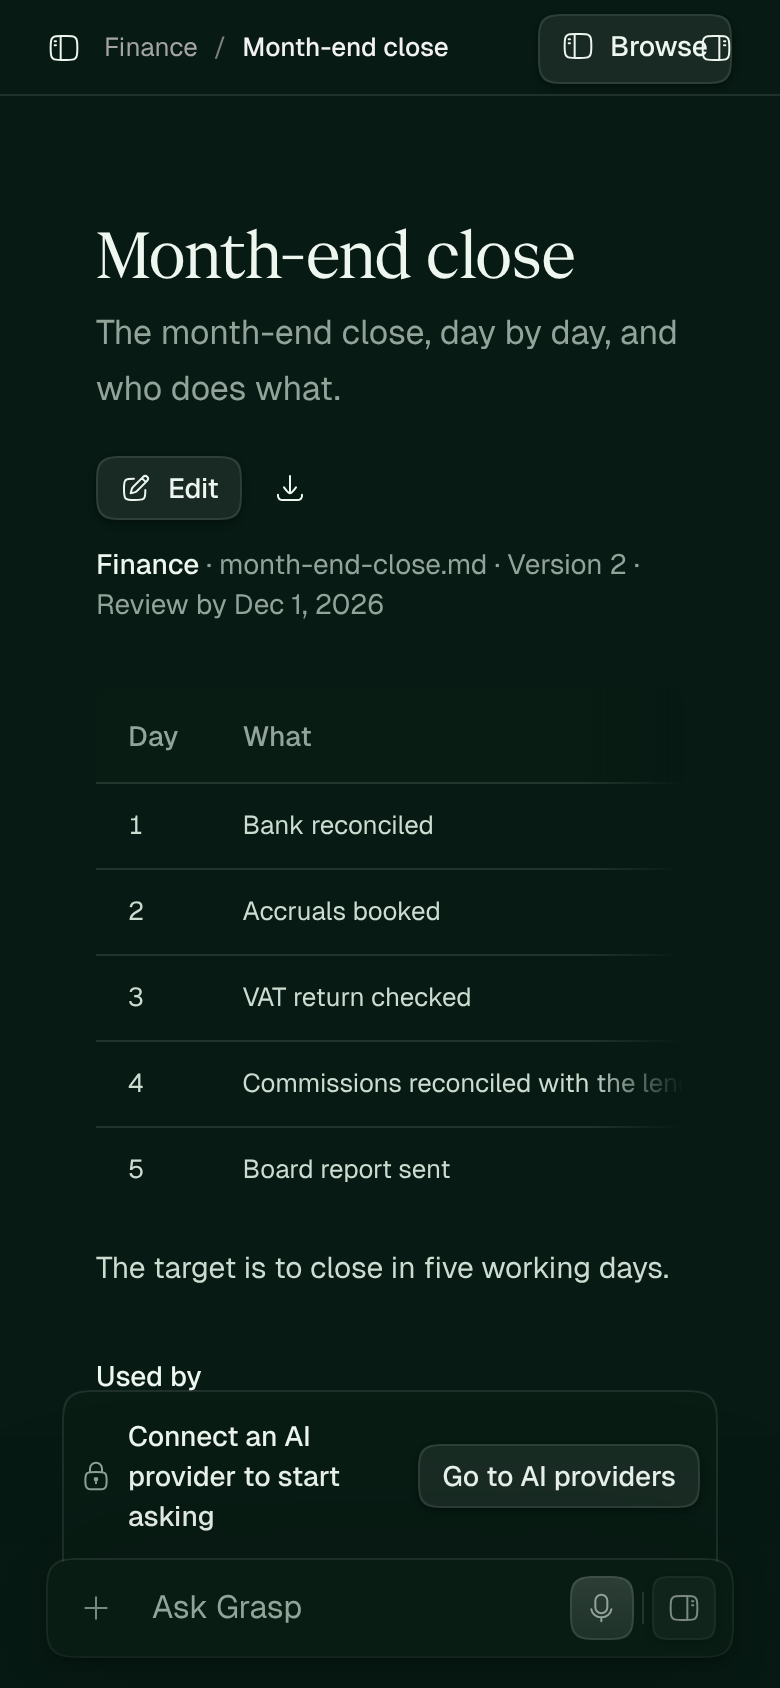 Finance / Month-end close
Browse
Month-end close
The month-end close, day by day, and
who does what.
Edit
Finance · month-end-close.md · Version 2 ·
Review by Dec 1, 2026
Day What
1 Bank reconciled
2 Accruals booked
3 VAT return checked
4 Commissions reconciled with the
5 Board report sent
The target is to close in five working days.
Used by
Connect an AI
provider to start
asking
Go to AI providers
Ask Grasp